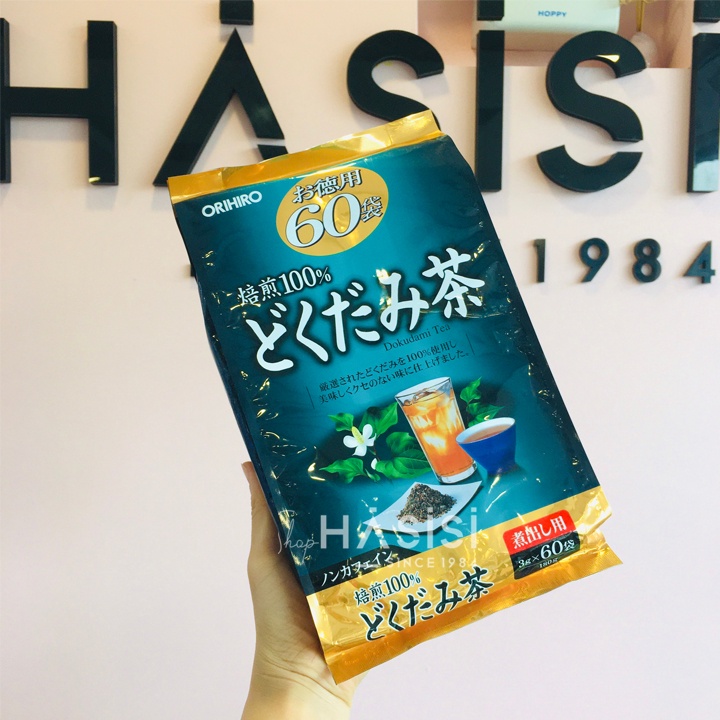 HOPPY
HASiSi
1984
ORIHIRO
お徳用
60袋
焙煎100%
どくだみ茶
Dokudami Tea
厳選されたどくだみを100%使用し
美味しくクセのない味に仕上げました。
Shop HASiSi
SINCE 1984
ノンカフェイン
煮出し用
3g×60袋
180g
焙煎100%
どくだみ茶